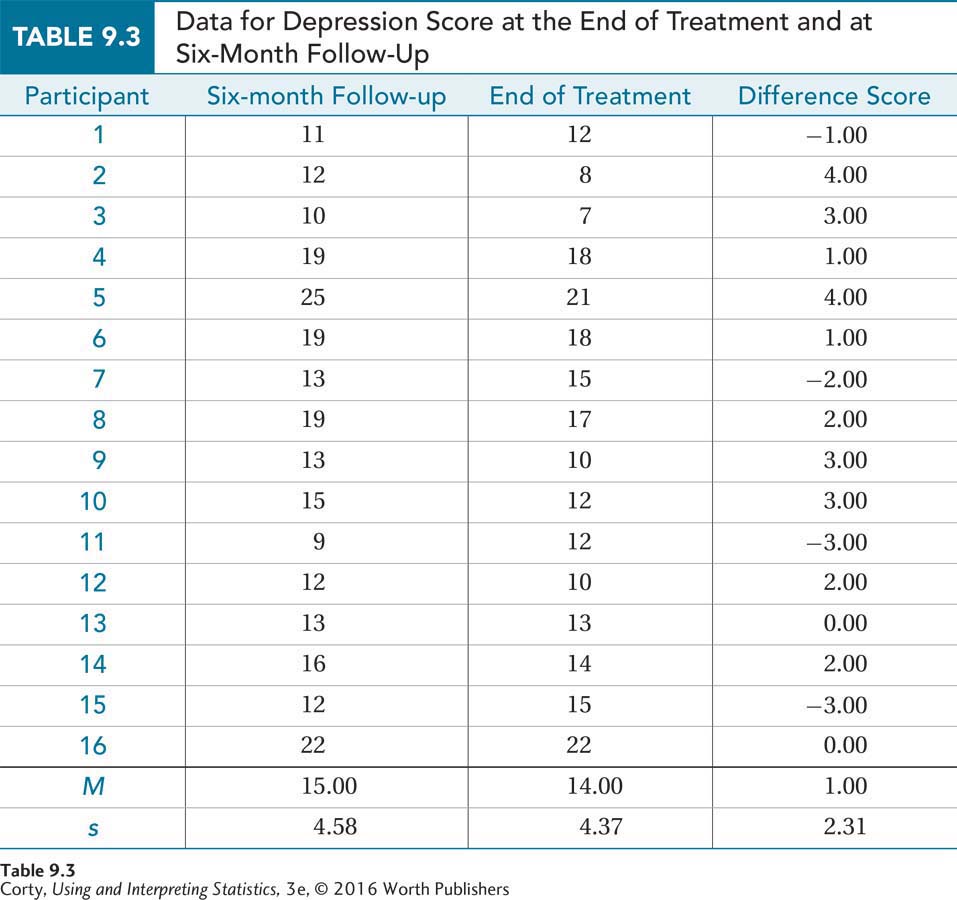 TABLE 9.3
Data for Depression Score at the End of Treatment and at
Six-Month Follow-Up
Participant Six-month Follow-up End of Treatment Difference Score
1 11 12 −1.00
2 12 8 4.00
3 10 7 3.00
4 19 18 1.00
5 25 21 4.00
6 19 18 1.00
7 13 15 −2.00
8 19 17 2.00
9 13 10 3.00
10 15 12 3.00
11 9 12 −3.00
12 12 10 2.00
13 13 13 0.00
14 16 14 2.00
15 12 15 −3.00
16 22 22 0.00
M 15.00 14.00 1.00
s 4.58 4.37 2.31
Table 9.3
Corty, Using and Interpreting Statistics, 3e, © 2016 Worth Publishers